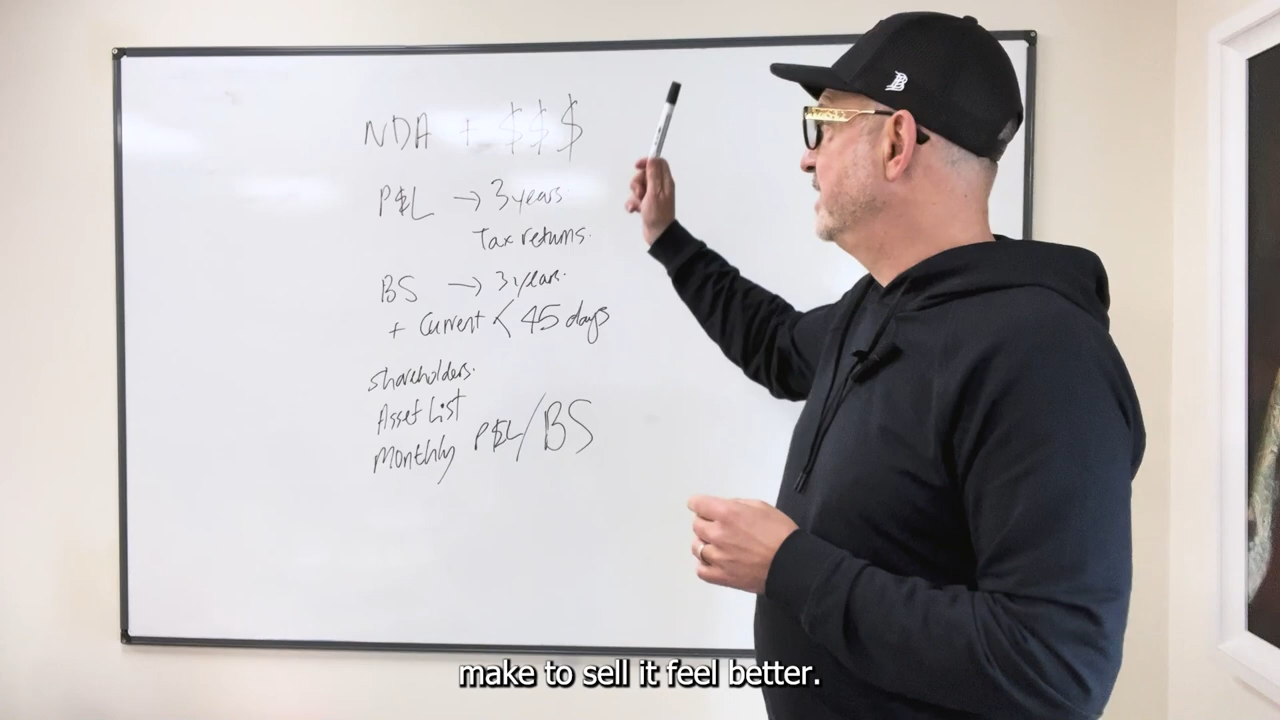 NDA + $$$
P&L → 3 years.
Tax returns.
BS → 3 years.
+ Current < 45 days
shareholders.
Asset List
Monthly P&L/BS
B
make to sell it feel better.